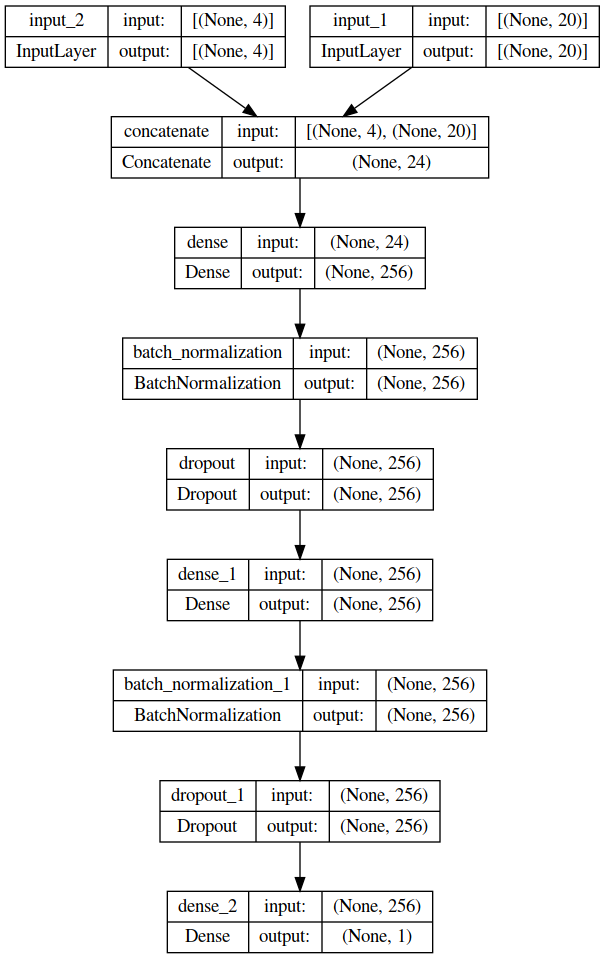 input_2 input: [(None, 4)]
InputLayer output: [(None, 4)]
input_1 input: [(None, 20)]
InputLayer output: [(None, 20)]
concatenate input: [(None, 4), (None, 20)]
Concatenate output: (None, 24)
dense input: (None, 24)
Dense output: (None, 256)
batch_normalization input: (None, 256)
BatchNormalization output: (None, 256)
dropout input: (None, 256)
Dropout output: (None, 256)
dense_1 input: (None, 256)
Dense output: (None, 256)
batch_normalization_1 input: (None, 256)
BatchNormalization output: (None, 256)
dropout_1 input: (None, 256)
Dropout output: (None, 256)
dense_2 input: (None, 256)
Dense output: (None, 1)